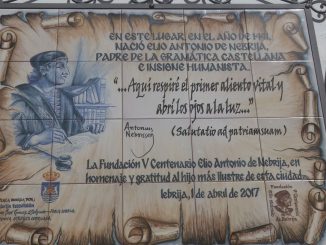 EN ESTE LUGAR, EN EL AÑO DE 1441,
NACIÓ ELIO ANTONIO DE NEBRIJA,
PADRE DE LA GRAMÁTICA CASTELLANA
E INSIGNE HUMANISTA.
"...Aquí respiré el primer aliento vital y
abrí los ojos a la luz..."
(Salutatio ad patriam suam)
Antonius
Nebrissen
La Fundación V Centenario Elio Antonio de Nebrija, en
homenaje y gratitud al hijo más ilustre de esta ciudad.
Lebrija, 1 de abril de 2017
Fundación